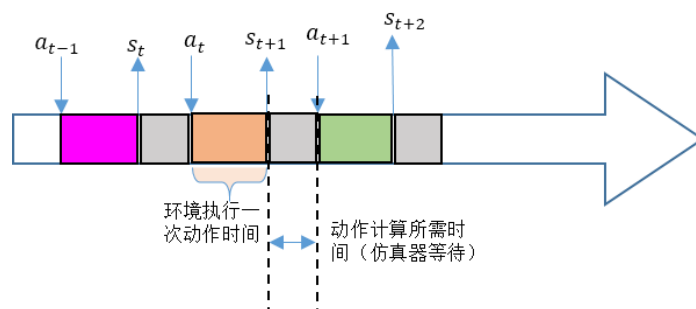 a_{t-1} s_t a_t s_{t+1} a_{t+1} s_{t+2}
环境执行一
次动作时间
动作计算所需时
间（仿真器等待）